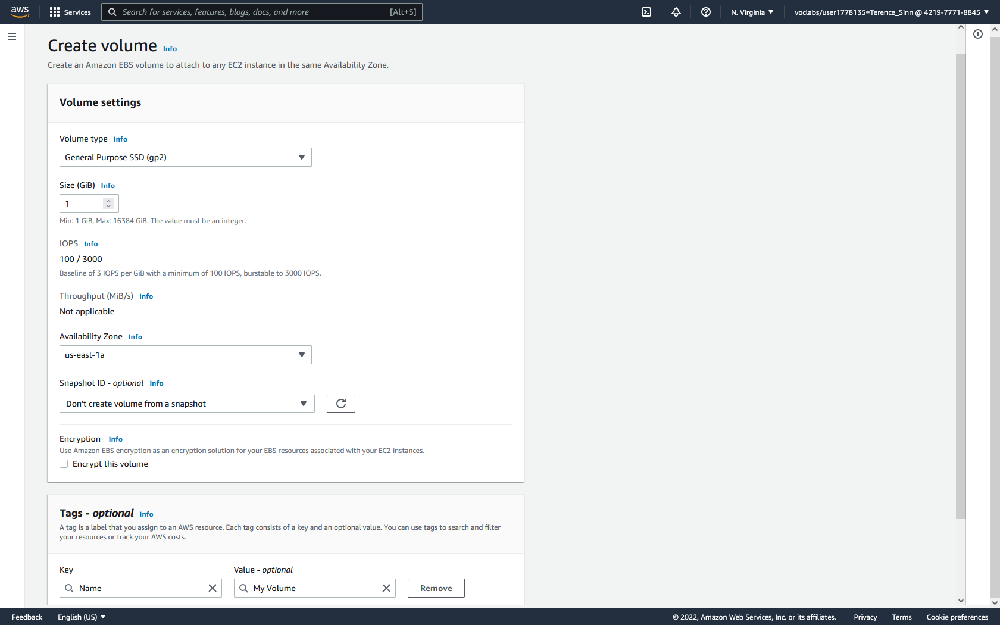 aws
Services
Search for services, features, blogs, docs, and more [Alt+S]
N. Virginia
voclabs/user1778135=Terence_Sinn @ 4219-7771-8845
Create volume Info
Create an Amazon EBS volume to attach to any EC2 instance in the same Availability Zone.
Volume settings
Volume type Info
General Purpose SSD (gp2)
Size (GiB) Info
1
Min: 1 GiB, Max: 16384 GiB. The value must be an integer.
IOPS Info
100 / 3000
Baseline of 3 IOPS per GiB with a minimum of 100 IOPS, burstable to 3000 IOPS.
Throughput (MiB/s) Info
Not applicable
Availability Zone Info
us-east-1a
Snapshot ID - optional Info
Don't create volume from a snapshot
Encryption Info
Use Amazon EBS encryption as an encryption solution for your EBS resources associated with your EC2 instances.
Encrypt this volume
Tags - optional Info
A tag is a label that you assign to an AWS resource. Each tag consists of a key and an optional value. You can use tags to search and filter
your resources or track your AWS costs.
Key Value - optional
Name My Volume Remove
Feedback English (US) © 2022, Amazon Web Services, Inc. or its affiliates. Privacy Terms Cookie preferences